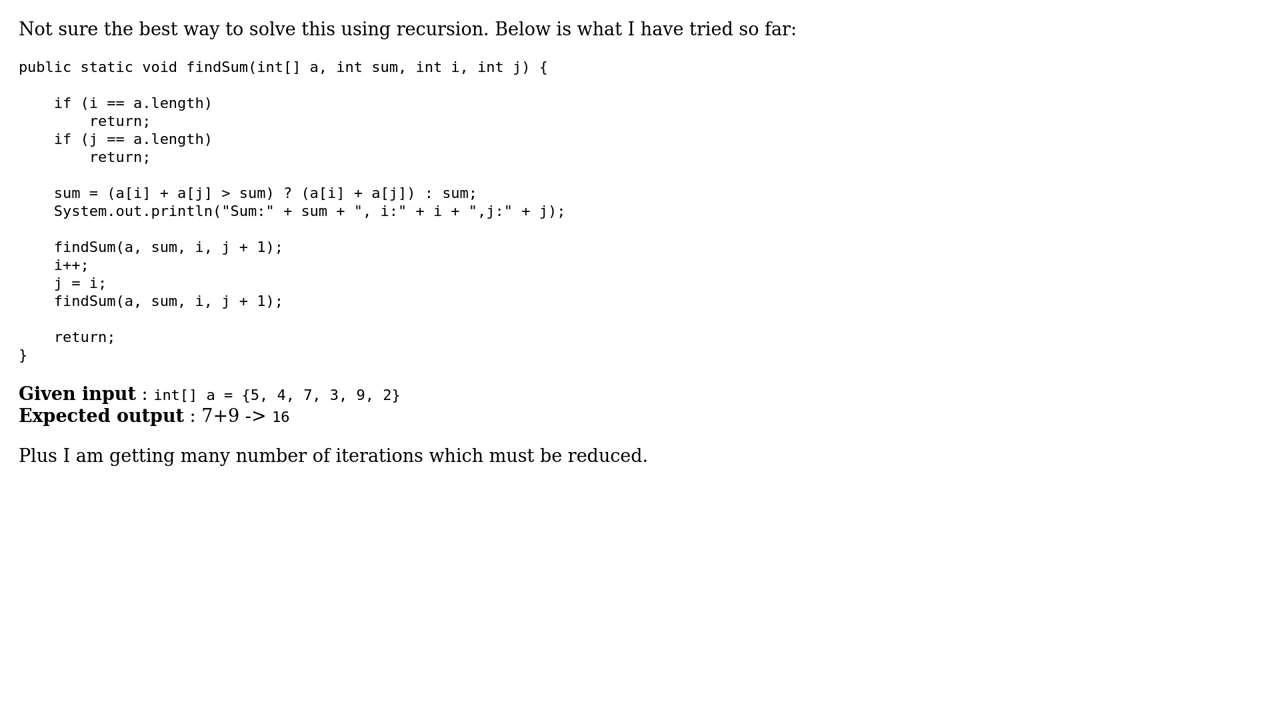 Not sure the best way to solve this using recursion. Below is what I have tried so far:
public static void findSum(int[] a, int sum, int i, int j) {
    if (i == a.length)
        return;
    if (j == a.length)
        return;
    sum = (a[i] + a[j] > sum) ? (a[i] + a[j]) : sum;
    System.out.println("Sum:" + sum + ", i:" + i + ",j:" + j);
    findSum(a, sum, i, j + 1);
    i++;
    j = i;
    findSum(a, sum, i, j + 1);
    return;
}
Given input : int[] a = {5, 4, 7, 3, 9, 2}
Expected output : 7+9 -> 16
Plus I am getting many number of iterations which must be reduced.